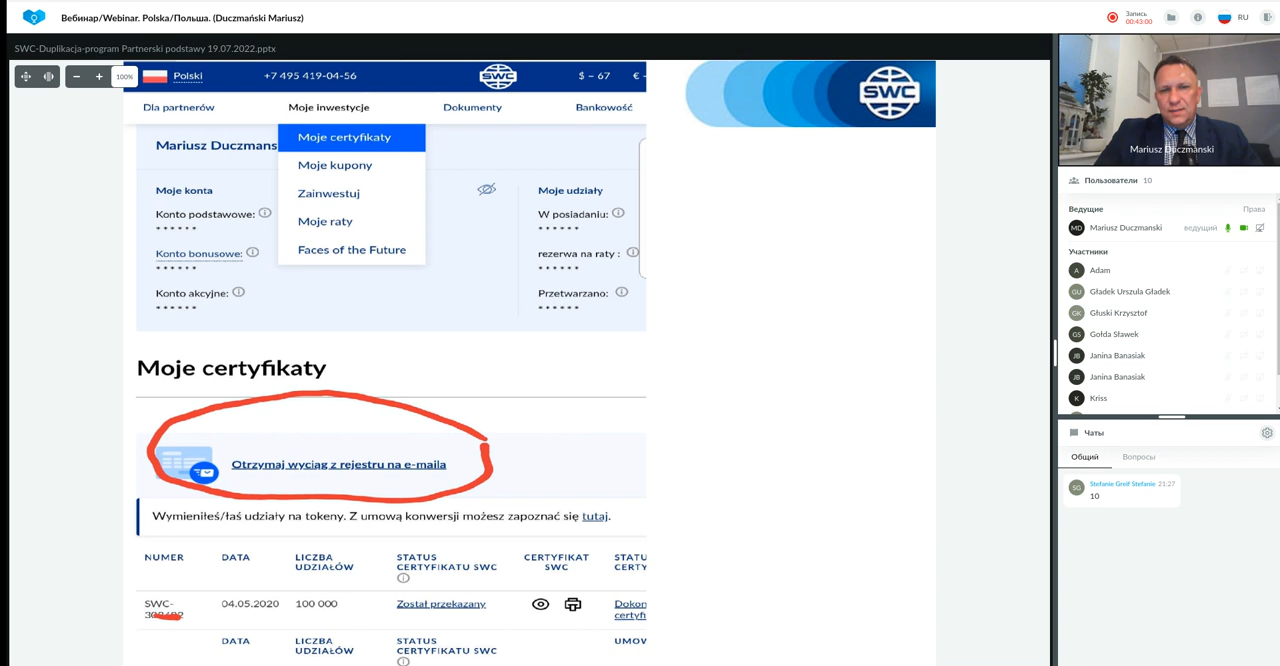 Вебинар/Webinar. Polska/Польша. (Duczmański Mariusz)
Запись
00:43:00
RU
SWC-Duplikacja-program Partnerski podstawy 19.07.2022.pptx
100%
Polski
+7 495 419-04-56
SWC
$ – 67
€ –
Dla partnerów
Moje inwestycje
Dokumenty
Bankowość
Moje certyfikaty
Moje kupony
Zainwestuj
Moje raty
Faces of the Future
Mariusz Duczmans
Moje konta
Konto podstawowe:
******
Konto bonusowe:
******
Konto akcyjne:
******
Moje udziały
W posiadaniu:
******
rezerwa na raty :
******
Przetwarzano:
******
SWC
Moje certyfikaty
Otrzymaj wyciąg z rejestru na e-maila
Wymieniłeś/łaś udziały na tokeny. Z umową konwersji możesz zapoznać się tutaj.
NUMER
DATA
LICZBA
UDZIAŁÓW
STATUS
CERTYFIKATU SWC
CERTYFIKAT
SWC
STATU
CERTY
SWC-
04.05.2020
100 000
Został przekazany
Dokon
certyfi
DATA
LICZBA
UDZIAŁÓW
STATUS
CERTYFIKATU SWC
UMOW
Mariusz Duczmanski
Пользователи 10
Ведущие
Права
MD
Mariusz Duczmanski
ведущий
Участники
A
Adam
GU
Gładek Urszula Gładek
GK
Głuski Krzysztof
GS
Gołda Sławek
JB
Janina Banasiak
JB
Janina Banasiak
K
Kriss
Чаты
Общий
Вопросы
SG
Stefanie Greif Stefanie 21:27
10